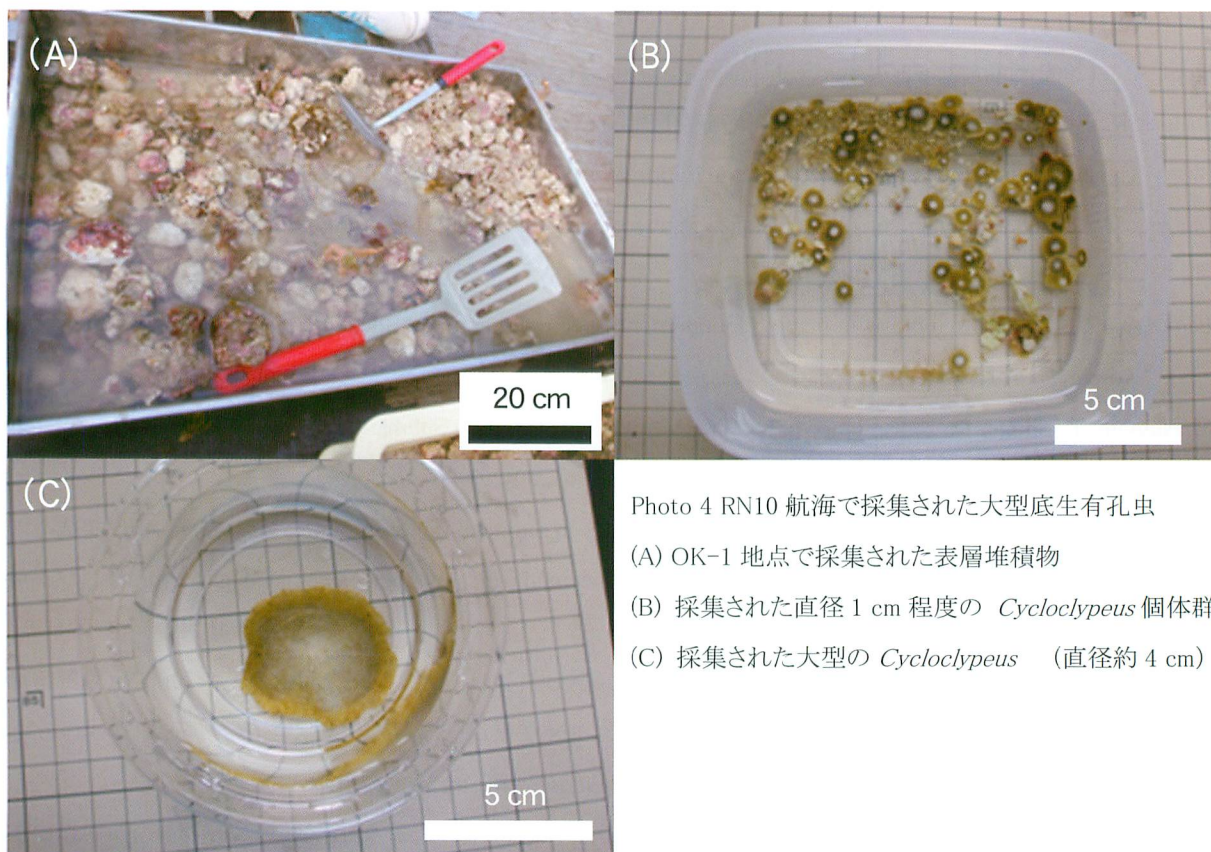 (A)
20 cm
(B)
5 cm
(C)
5 cm
Photo 4 RN10 航海で採集された大型底生有孔虫
(A) OK-1 地点で採集された表層堆積物
(B) 採集された直径 1 cm 程度の Cycloclypeus 個体群
(C) 採集された大型の Cycloclypeus (直径約 4 cm)